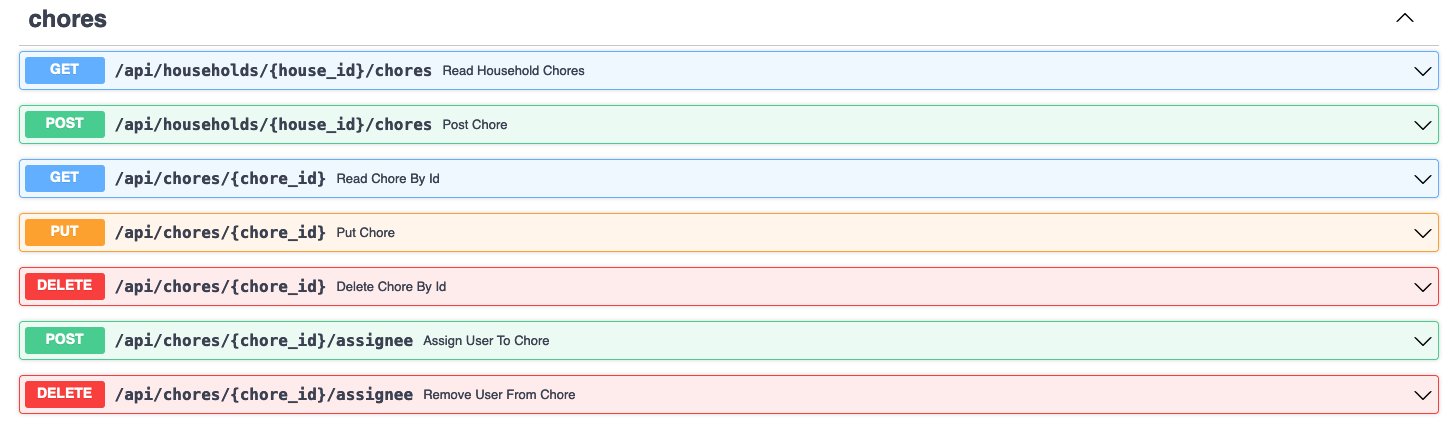 chores
GET /api/households/{house_id}/chores Read Household Chores
POST /api/households/{house_id}/chores Post Chore
GET /api/chores/{chore_id} Read Chore By Id
PUT /api/chores/{chore_id} Put Chore
DELETE /api/chores/{chore_id} Delete Chore By Id
POST /api/chores/{chore_id}/assignee Assign User To Chore
DELETE /api/chores/{chore_id}/assignee Remove User From Chore